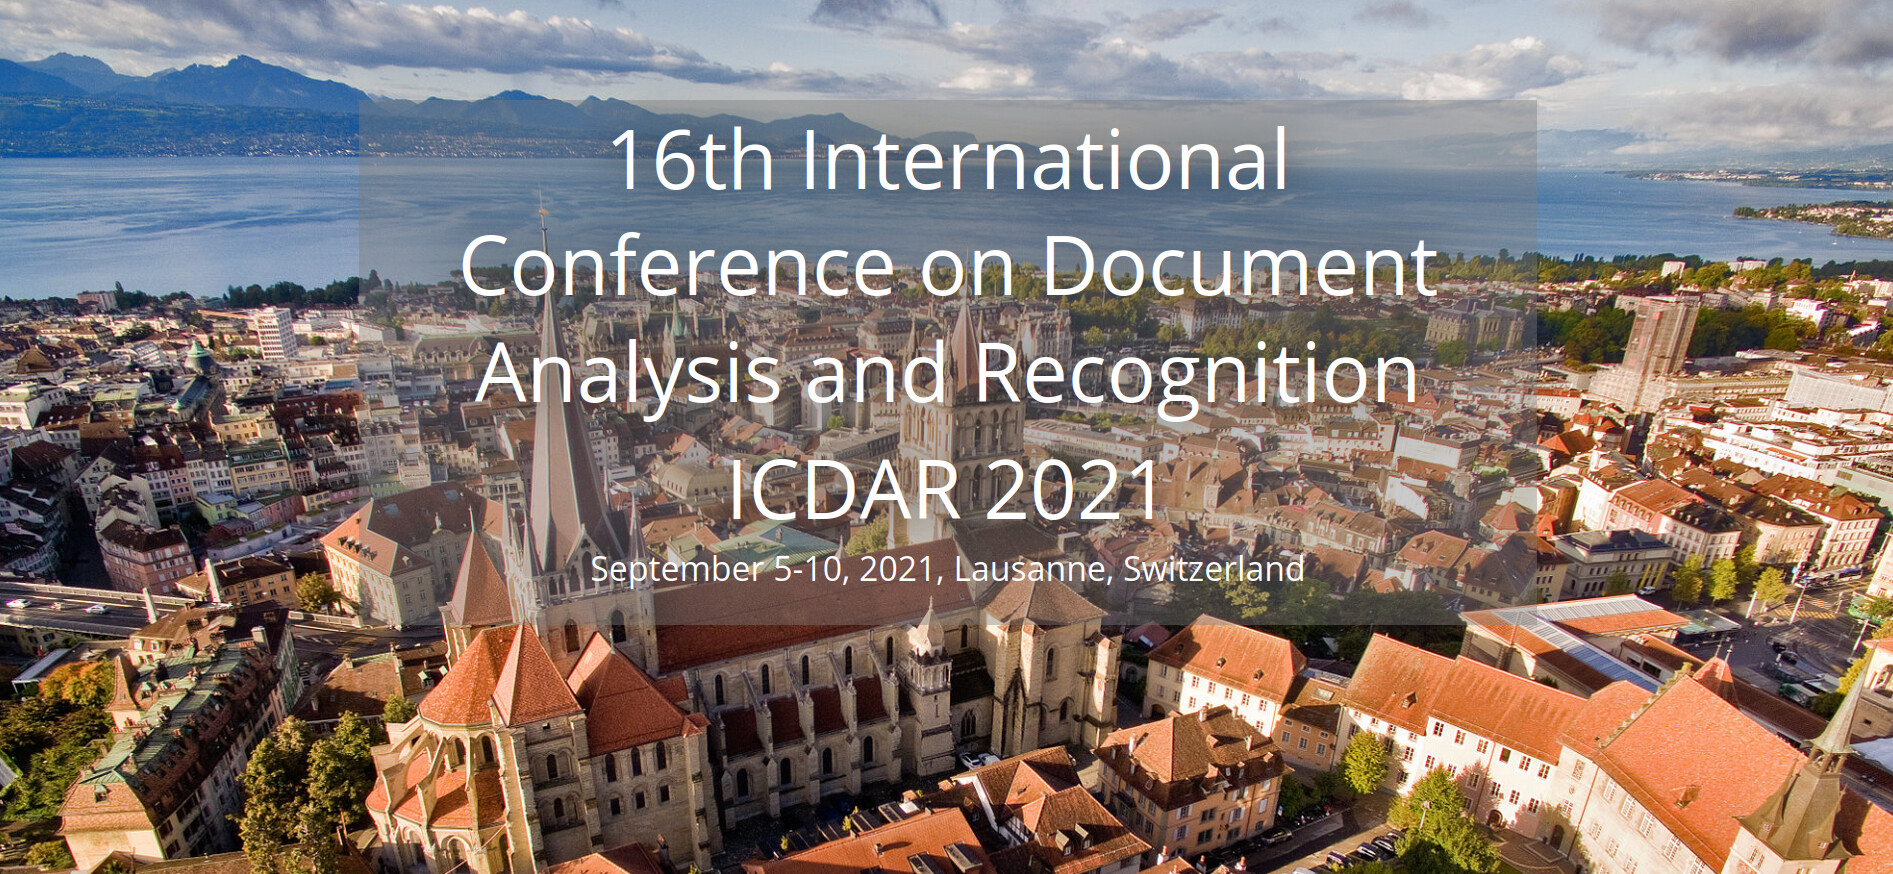 16th International
Conference on Document
Analysis and Recognition
ICDAR 2021
September 5-10, 2021, Lausanne, Switzerland